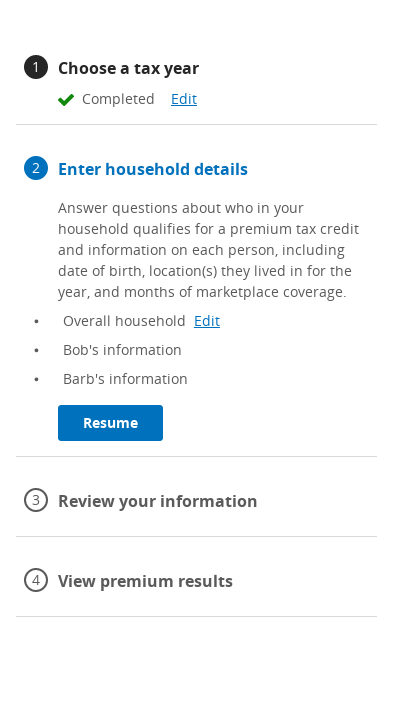 1 Choose a tax year
Completed Edit
2 Enter household details
Answer questions about who in your
household qualifies for a premium tax credit
and information on each person, including
date of birth, location(s) they lived in for the
year, and months of marketplace coverage.
• Overall household Edit
• Bob's information
• Barb's information
Resume
3 Review your information
4 View premium results